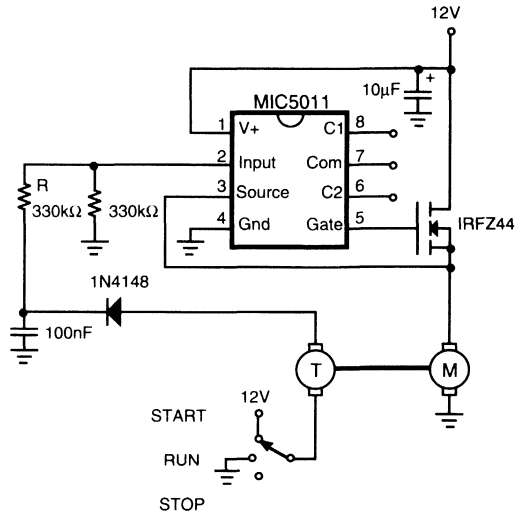 12V
10µF +
MIC5011
1 V+ C1 8
2 Input Com 7
3 Source C2 6
4 Gnd Gate 5
R
330kΩ 330kΩ
IRFZ44
1N4148
100nF
T M
12V
START
RUN
STOP